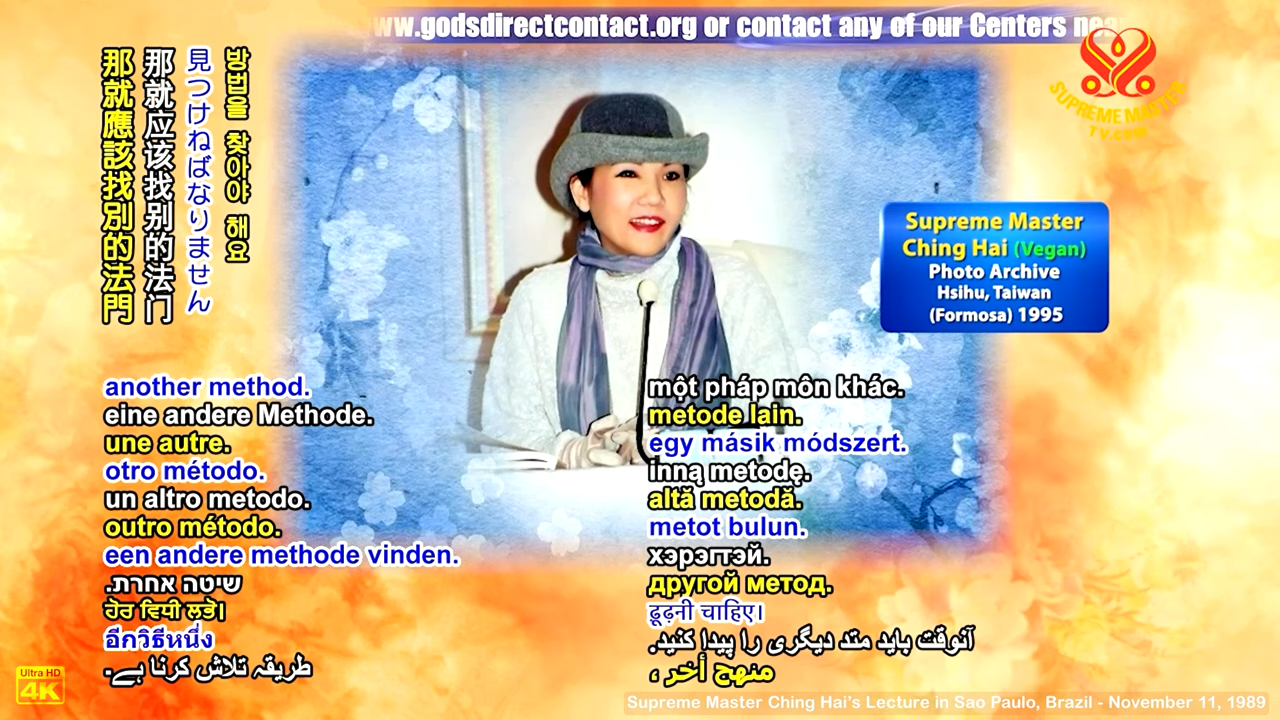 www.godsdirectcontact.org or contact any of our Centers near
SUPREME MASTER
TV.COM
방법을 찾아야 해요
見つけねばなりません
那就应该找别的法门
那就應該找別的法門
Supreme Master
Ching Hai (Vegan)
Photo Archive
Hsihu, Taiwan
(Formosa) 1995
another method.
eine andere Methode.
une autre.
otro método.
un altro metodo.
outro método.
een andere methode vinden.
שיטה אחרת.
ਹੋਰ ਵਿਧੀ ਲਭੇ।
อีกวิธีหนึ่ง
طریقہ تلاش کرنا ہے۔
một pháp môn khác.
metode lain.
egy másik módszert.
inną metodę.
altă metodă.
metot bulun.
хэрэгтэй.
другой метод.
ढूढ़नी चाहिए।
آنوقت باید متد دیگری را پیدا کنید.
منهج أخر ،
Ultra HD
4K
Supreme Master Ching Hai's Lecture in Sao Paulo, Brazil - November 11, 1989